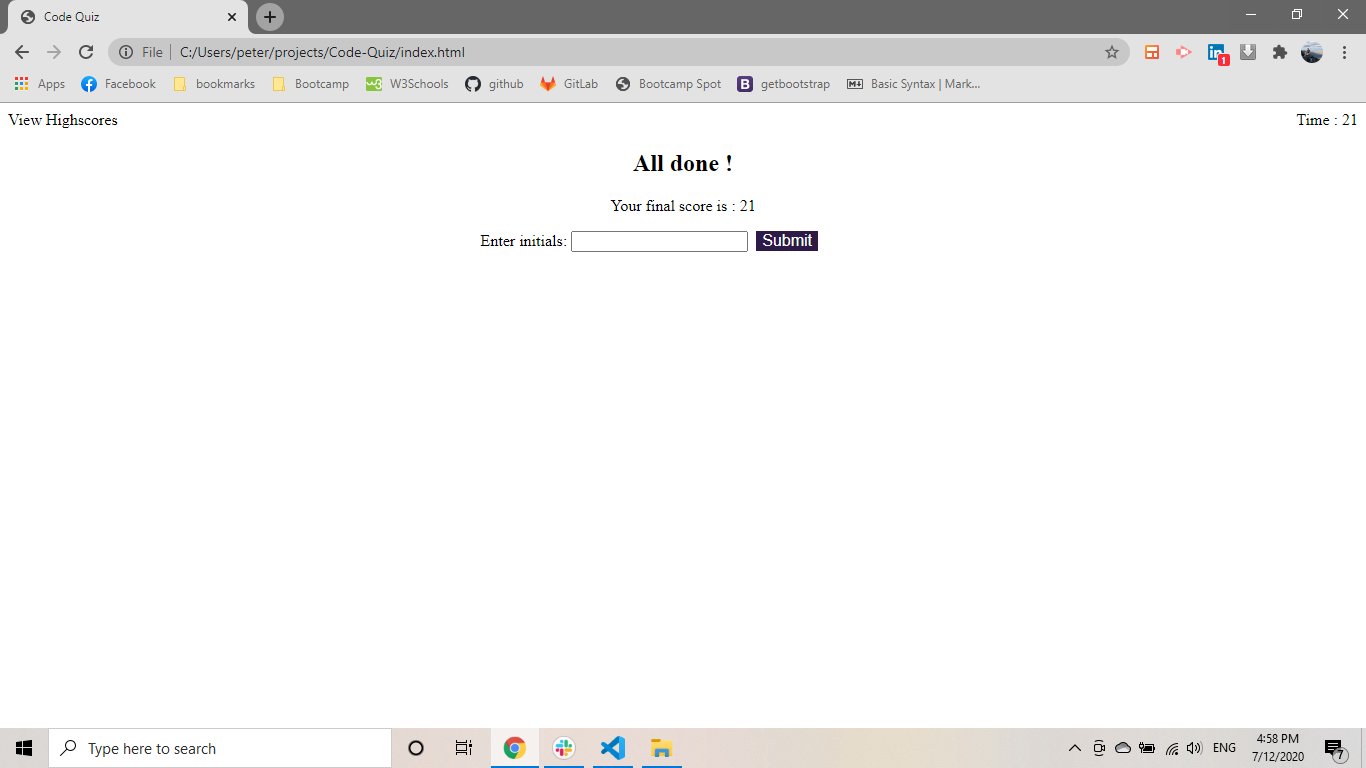 Code Quiz
File C:/Users/peter/projects/Code-Quiz/index.html
1
Apps Facebook bookmarks Bootcamp W3Schools github GitLab Bootcamp Spot B getbootstrap Basic Syntax | Mark...
View Highscores Time : 21
All done !
Your final score is : 21
Enter initials: Submit
Type here to search
ENG
4:58 PM
7/12/2020
7